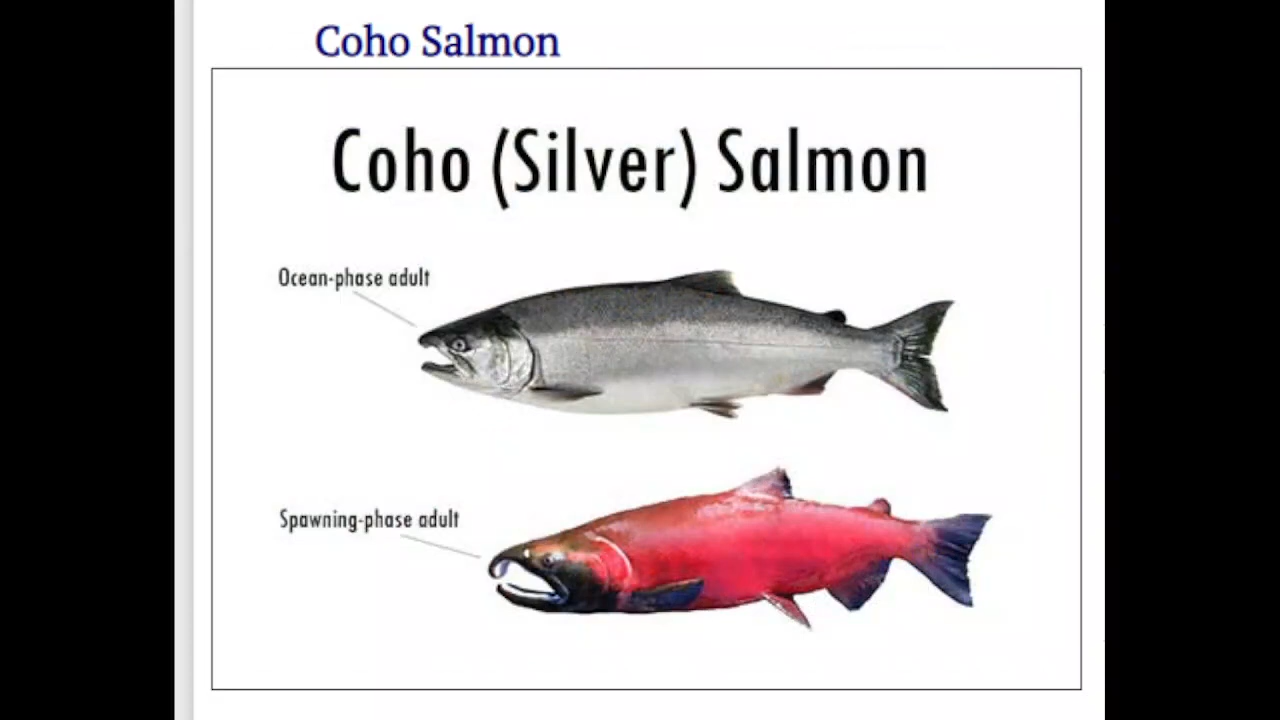 Coho Salmon
Coho (Silver) Salmon
Ocean-phase adult
Spawning-phase adult